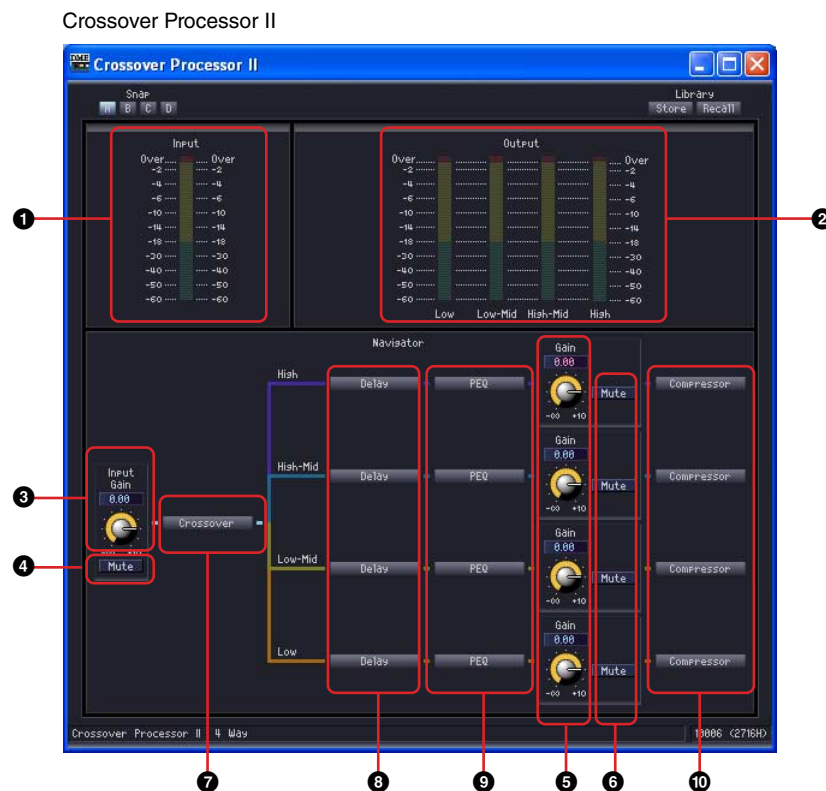 Crossover Processor II
DME Crossover Processor II
Snap
A B C D
Library
Store Recall
Input
Over Over
-2 -2
-4 -4
-6 -6
-10 -10
-14 -14
-18 -18
-30 -30
-40 -40
-50 -50
-60 -60
Output
Over Over
-2 -2
-4 -4
-6 -6
-10 -10
-14 -14
-18 -18
-30 -30
-40 -40
-50 -50
-60 -60
Low Low-Mid High-Mid High
1
2
Navigator
High
Delay PEQ
Gain
0.00
-∞ +10
Mute
Compressor
High-Mid
Delay PEQ
Gain
0.00
-∞ +10
Mute
Compressor
3
Input
Gain
0.00
-∞ +10
4
Mute
Crossover
Low-Mid
Delay PEQ
Gain
0.00
-∞ +10
Mute
Compressor
Low
Delay PEQ
Gain
0.00
-∞ +10
Mute
Compressor
Crossover Processor II 4 Way
10006 (2716H)
7 8 9 5 6 10